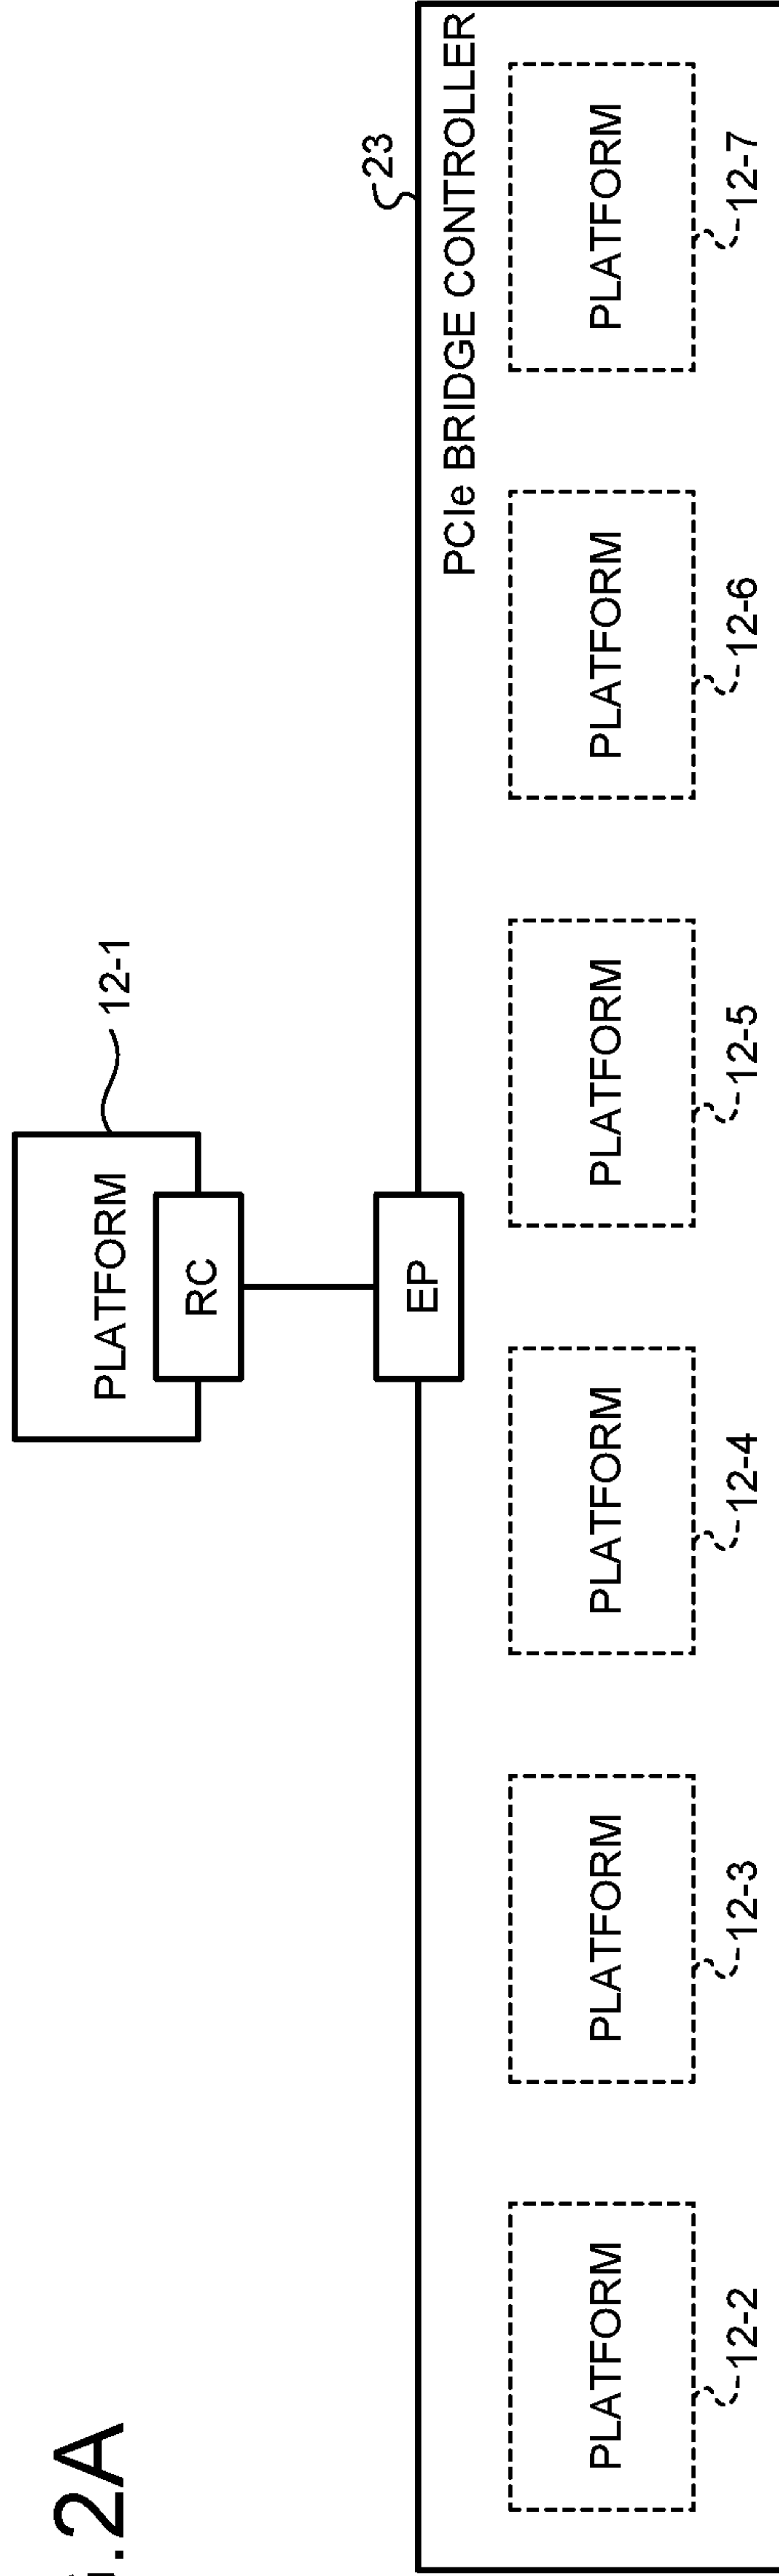 .2A
PLATFORM
12-1
RC
EP
23
PCIe BRIDGE CONTROLLER
PLATFORM
PLATFORM
PLATFORM
PLATFORM
PLATFORM
PLATFORM
12-2
12-3
12-4
12-5
12-6
12-7